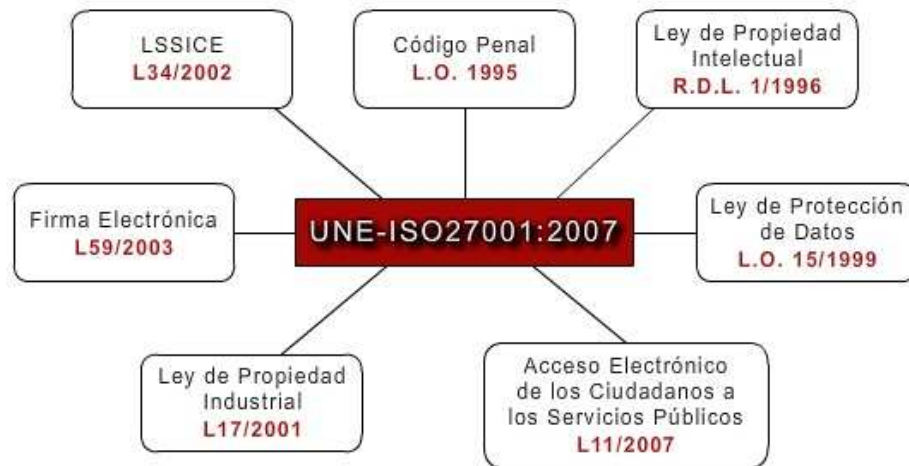 LSSICE
L34/2002
Código Penal
L.O. 1995
Ley de Propiedad
Intelectual
R.D.L. 1/1996
Firma Electrónica
L59/2003
UNE-ISO27001:2007
Ley de Protección
de Datos
L.O. 15/1999
Ley de Propiedad
Industrial
L17/2001
Acceso Electrónico
de los Ciudadanos a
los Servicios Públicos
L11/2007